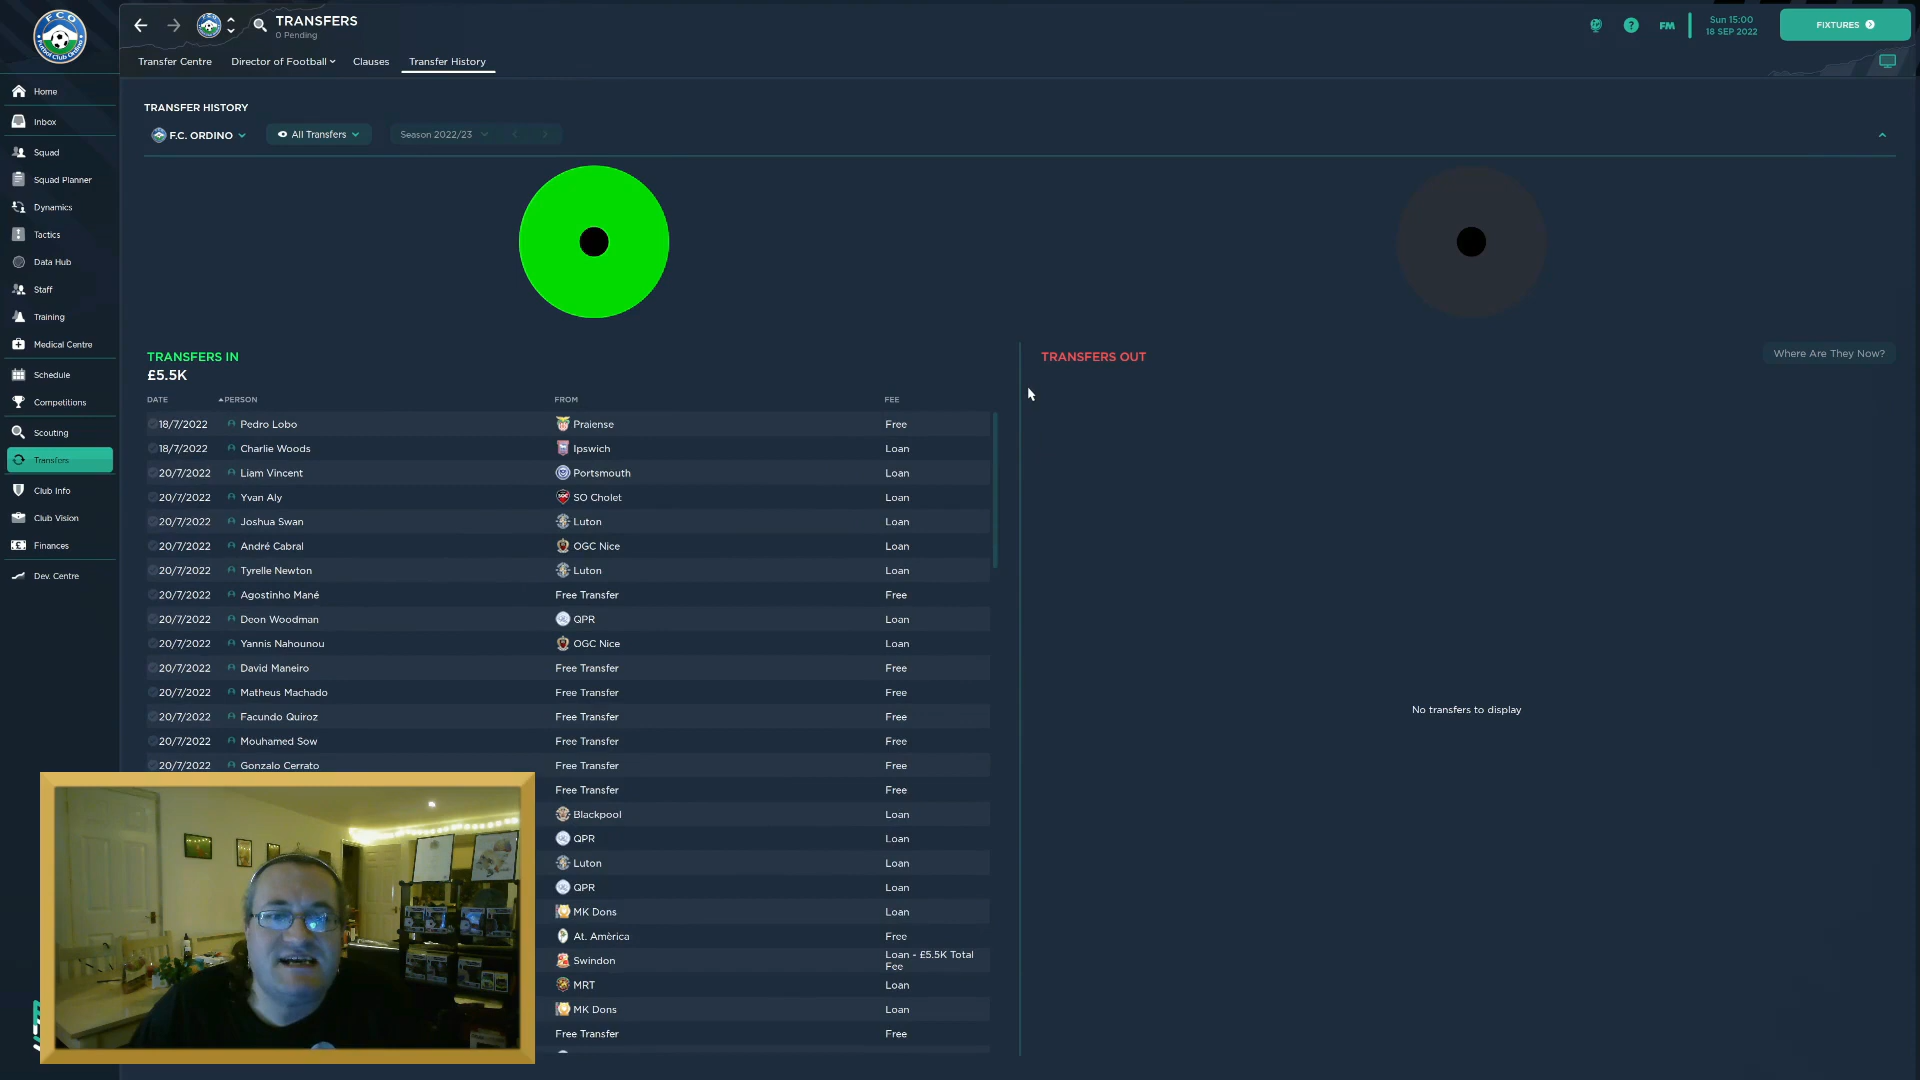 TRANSFERS
0 Pending
Sun 15:00
18 SEP 2022
FM
FIXTURES
Transfer Centre
Director of Football
Clauses
Transfer History
Home
Inbox
Squad
Squad Planner
Dynamics
Tactics
Data Hub
Staff
Training
Medical Centre
Schedule
Competitions
Scouting
Transfers
Club Info
Club Vision
Finances
Dev. Centre
TRANSFER HISTORY
F.C. ORDINO
All Transfers
Season 2022/23
TRANSFERS IN
£5.5K
DATE PERSON FROM FEE
18/7/2022 Pedro Lobo Praiense Free
18/7/2022 Charlie Woods Ipswich Loan
20/7/2022 Liam Vincent Portsmouth Loan
20/7/2022 Yvan Aly SO Cholet Loan
20/7/2022 Joshua Swan Luton Loan
20/7/2022 André Cabral OGC Nice Loan
20/7/2022 Tyrelle Newton Luton Loan
20/7/2022 Agostinho Mané Free Transfer Free
20/7/2022 Deon Woodman QPR Loan
20/7/2022 Yannis Nahounou OGC Nice Loan
20/7/2022 David Maneiro Free Transfer Free
20/7/2022 Matheus Machado Free Transfer Free
20/7/2022 Facundo Quiroz Free Transfer Free
20/7/2022 Mouhamed Sow Free Transfer Free
20/7/2022 Gonzalo Cerrato Free Transfer Free
Free Transfer Free
Blackpool Loan
QPR Loan
Luton Loan
QPR Loan
MK Dons Loan
At. Amèrica Free
Swindon Loan - £5.5K Total
Fee
MRT Loan
MK Dons Loan
Free Transfer Free
TRANSFERS OUT
Where Are They Now?
No transfers to display